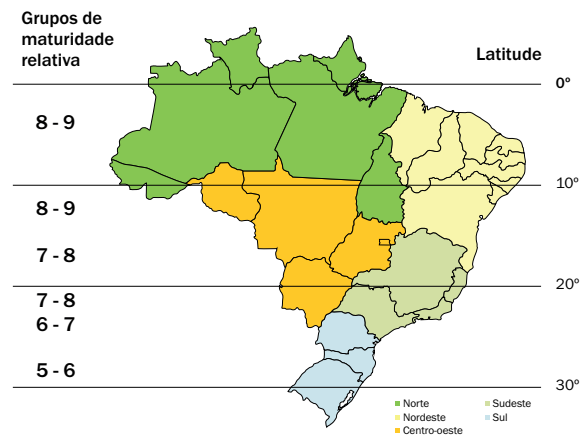 Grupos de
maturidade
relativa
Latitude
0º
8 - 9
10º
8 - 9
7 - 8
20º
7 - 8
6 - 7
5 - 6
30º
Norte
Sudeste
Nordeste
Sul
Centro-oeste